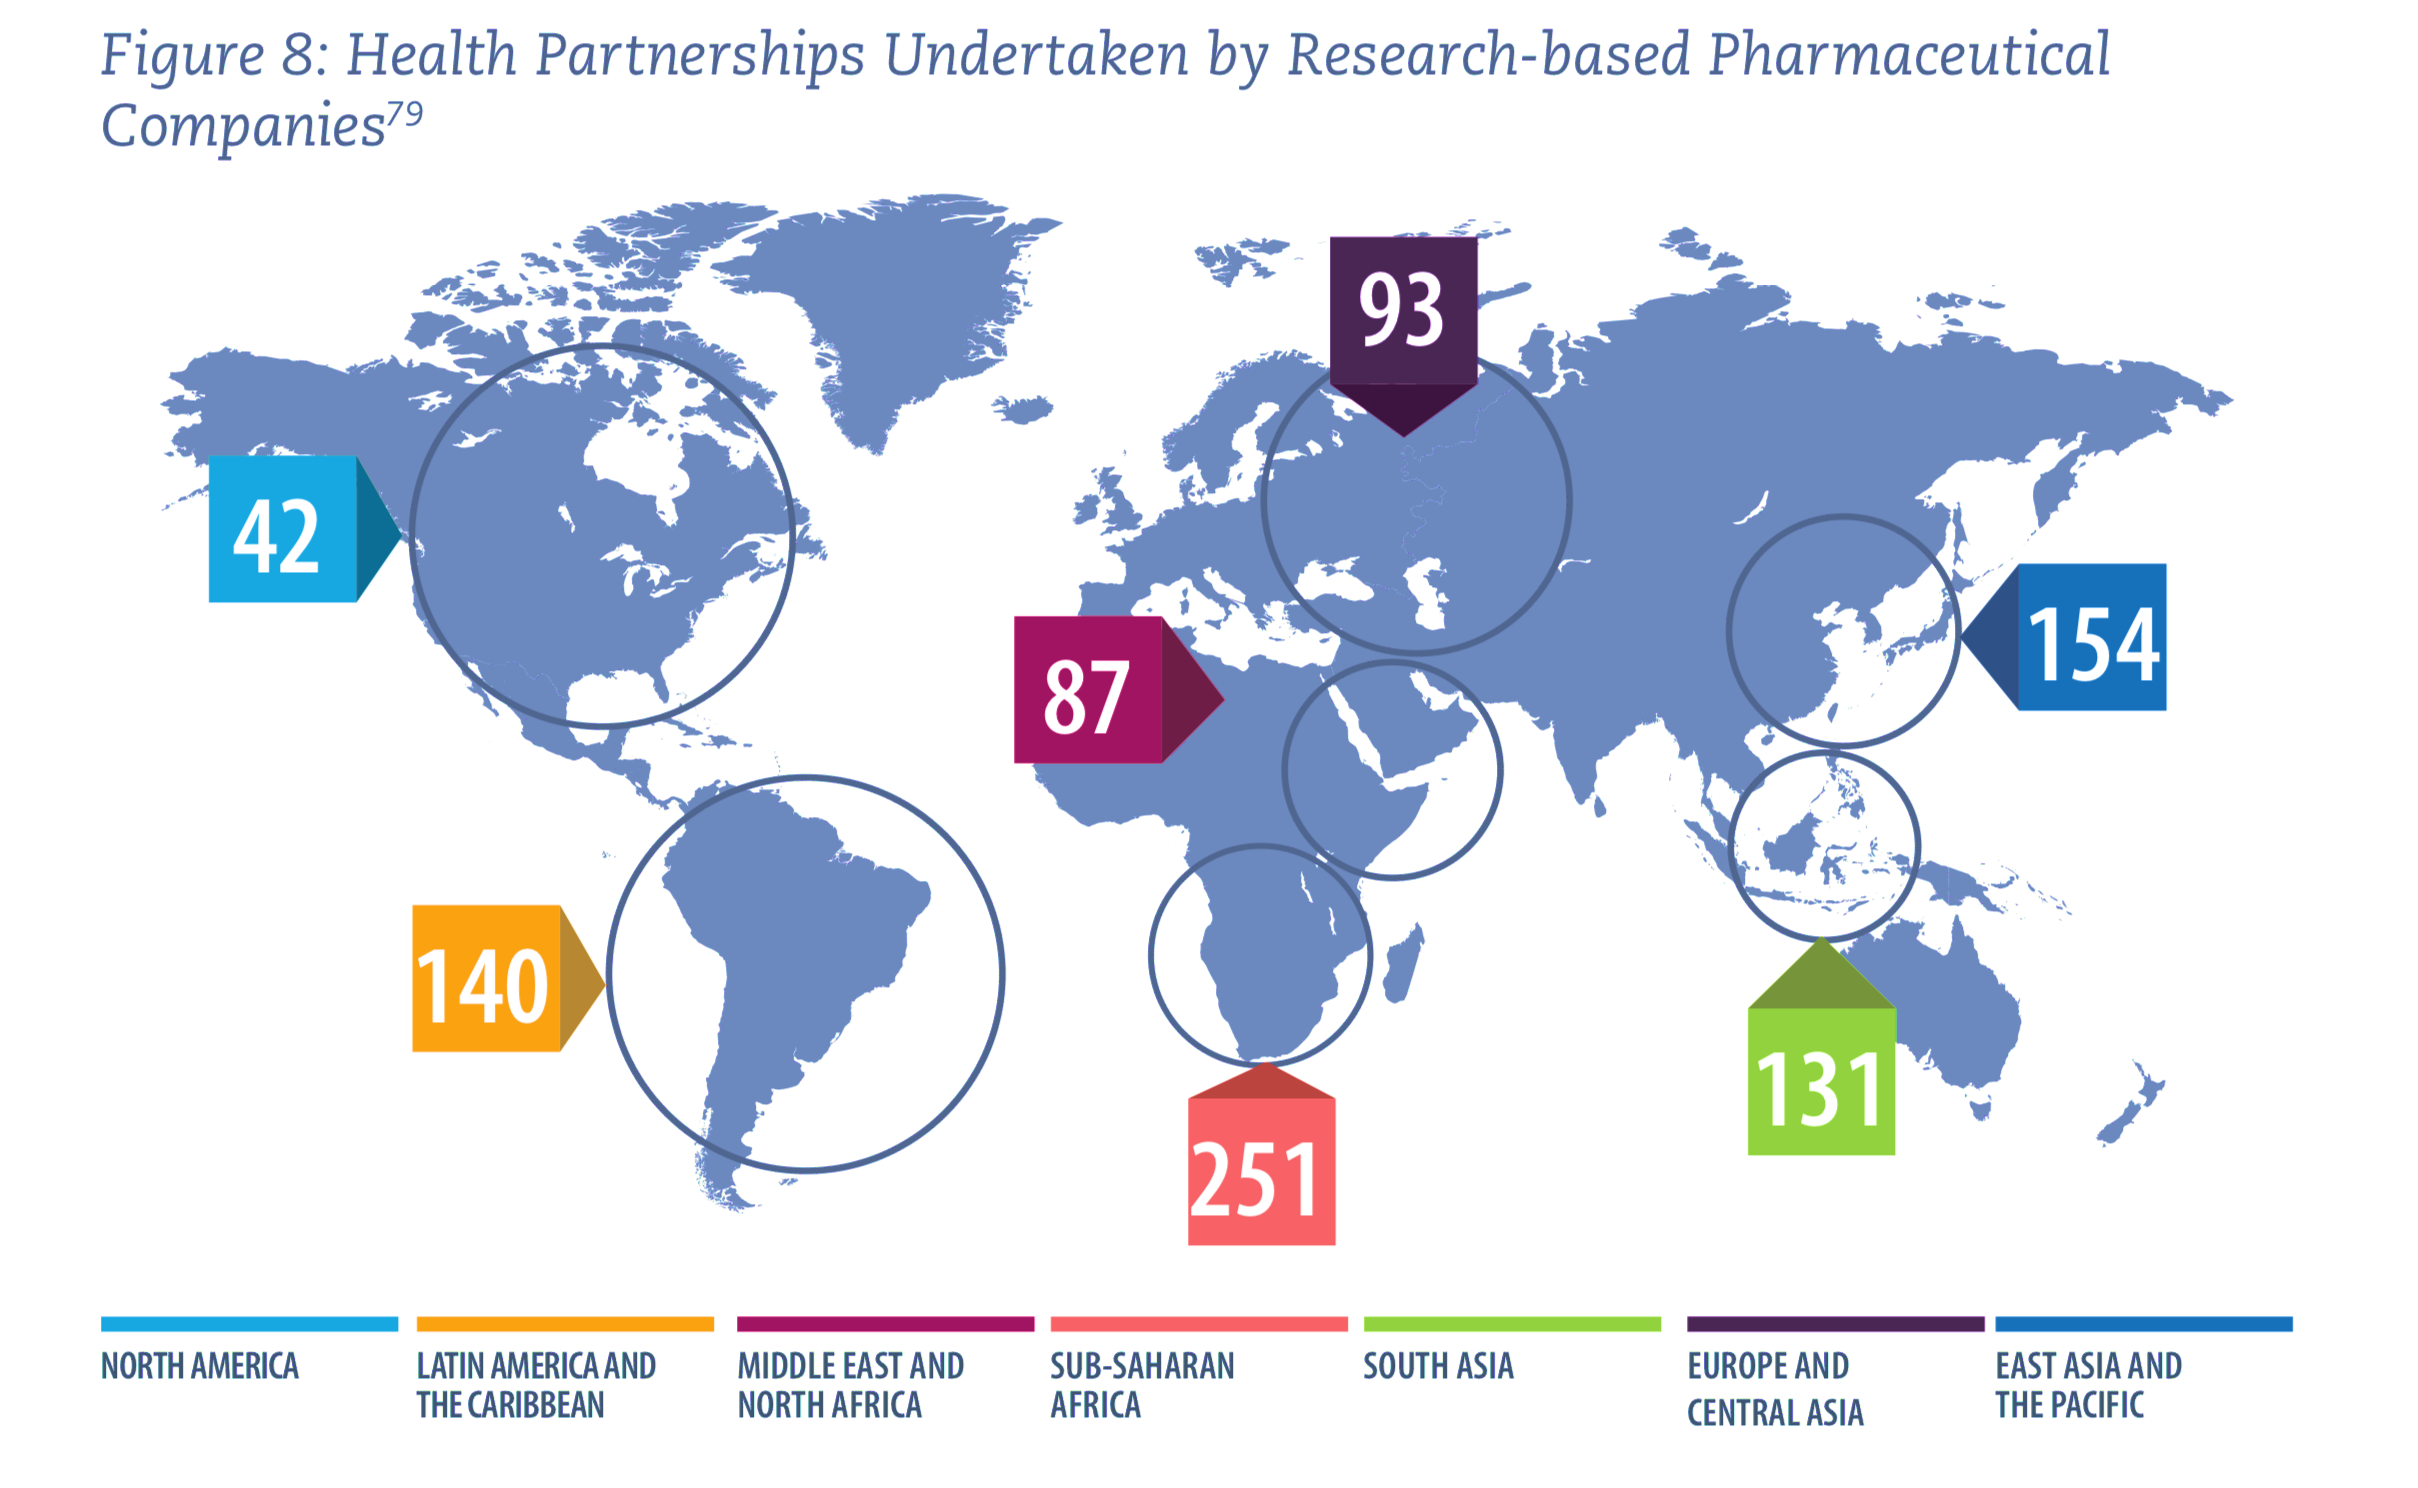 Figure 8: Health Partnerships Undertaken by Research-based Pharmaceutical
Companies79
93
42
154
87
140
131
251
NORTH AMERICA
LATIN AMERICA AND
THE CARIBBEAN
MIDDLE EAST AND
NORTH AFRICA
SUB-SAHARAN
AFRICA
SOUTH ASIA
EUROPE AND
CENTRAL ASIA
EAST ASIA AND
THE PACIFIC